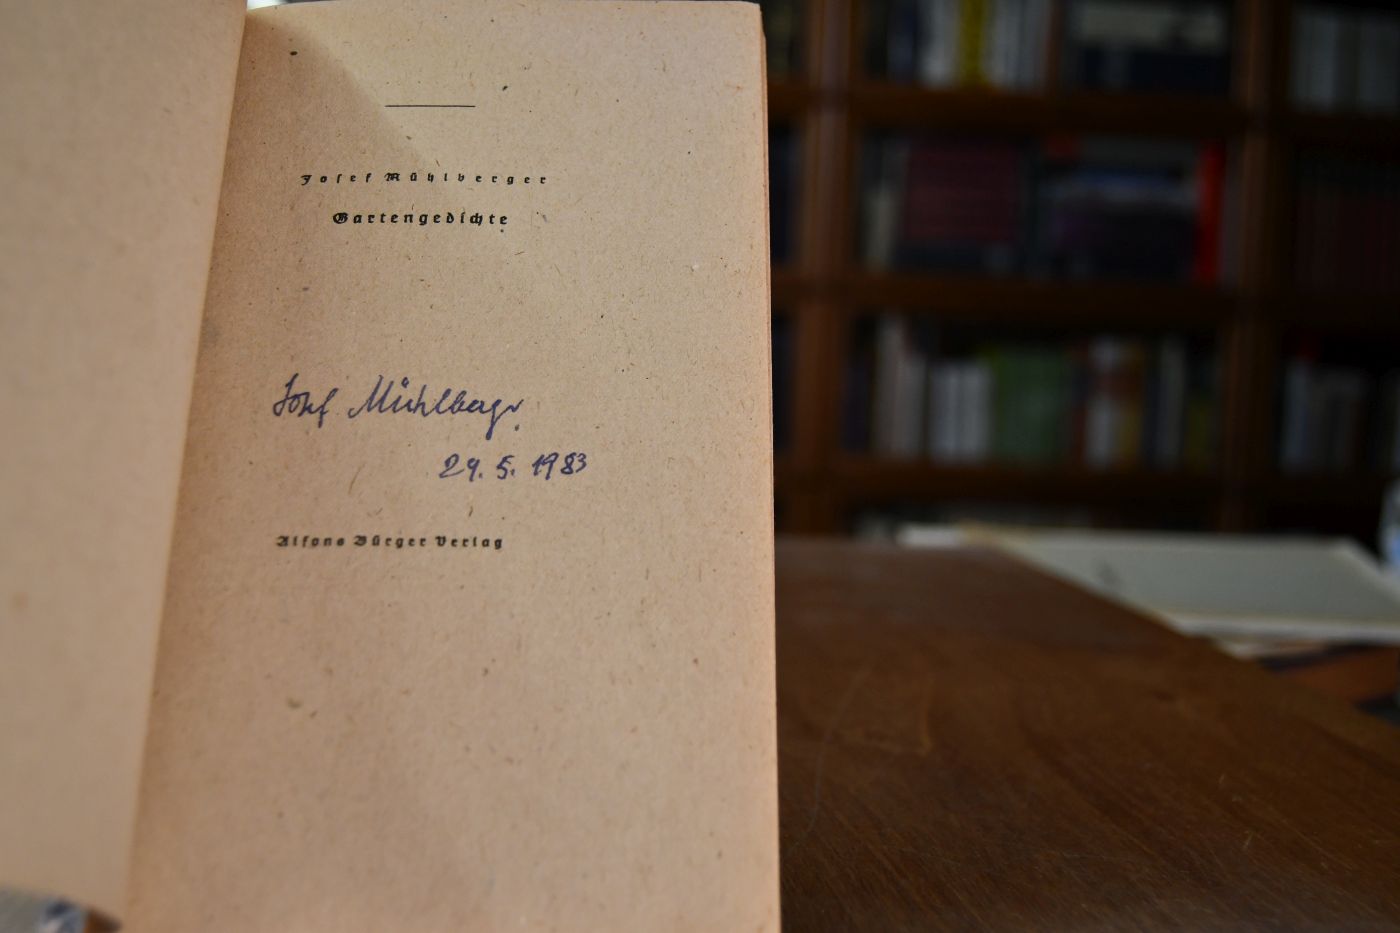 Josef Mühlberger
Gartengedichte
Josef Mühlberger
29. 5. 1983
Alfons Bürger Verlag